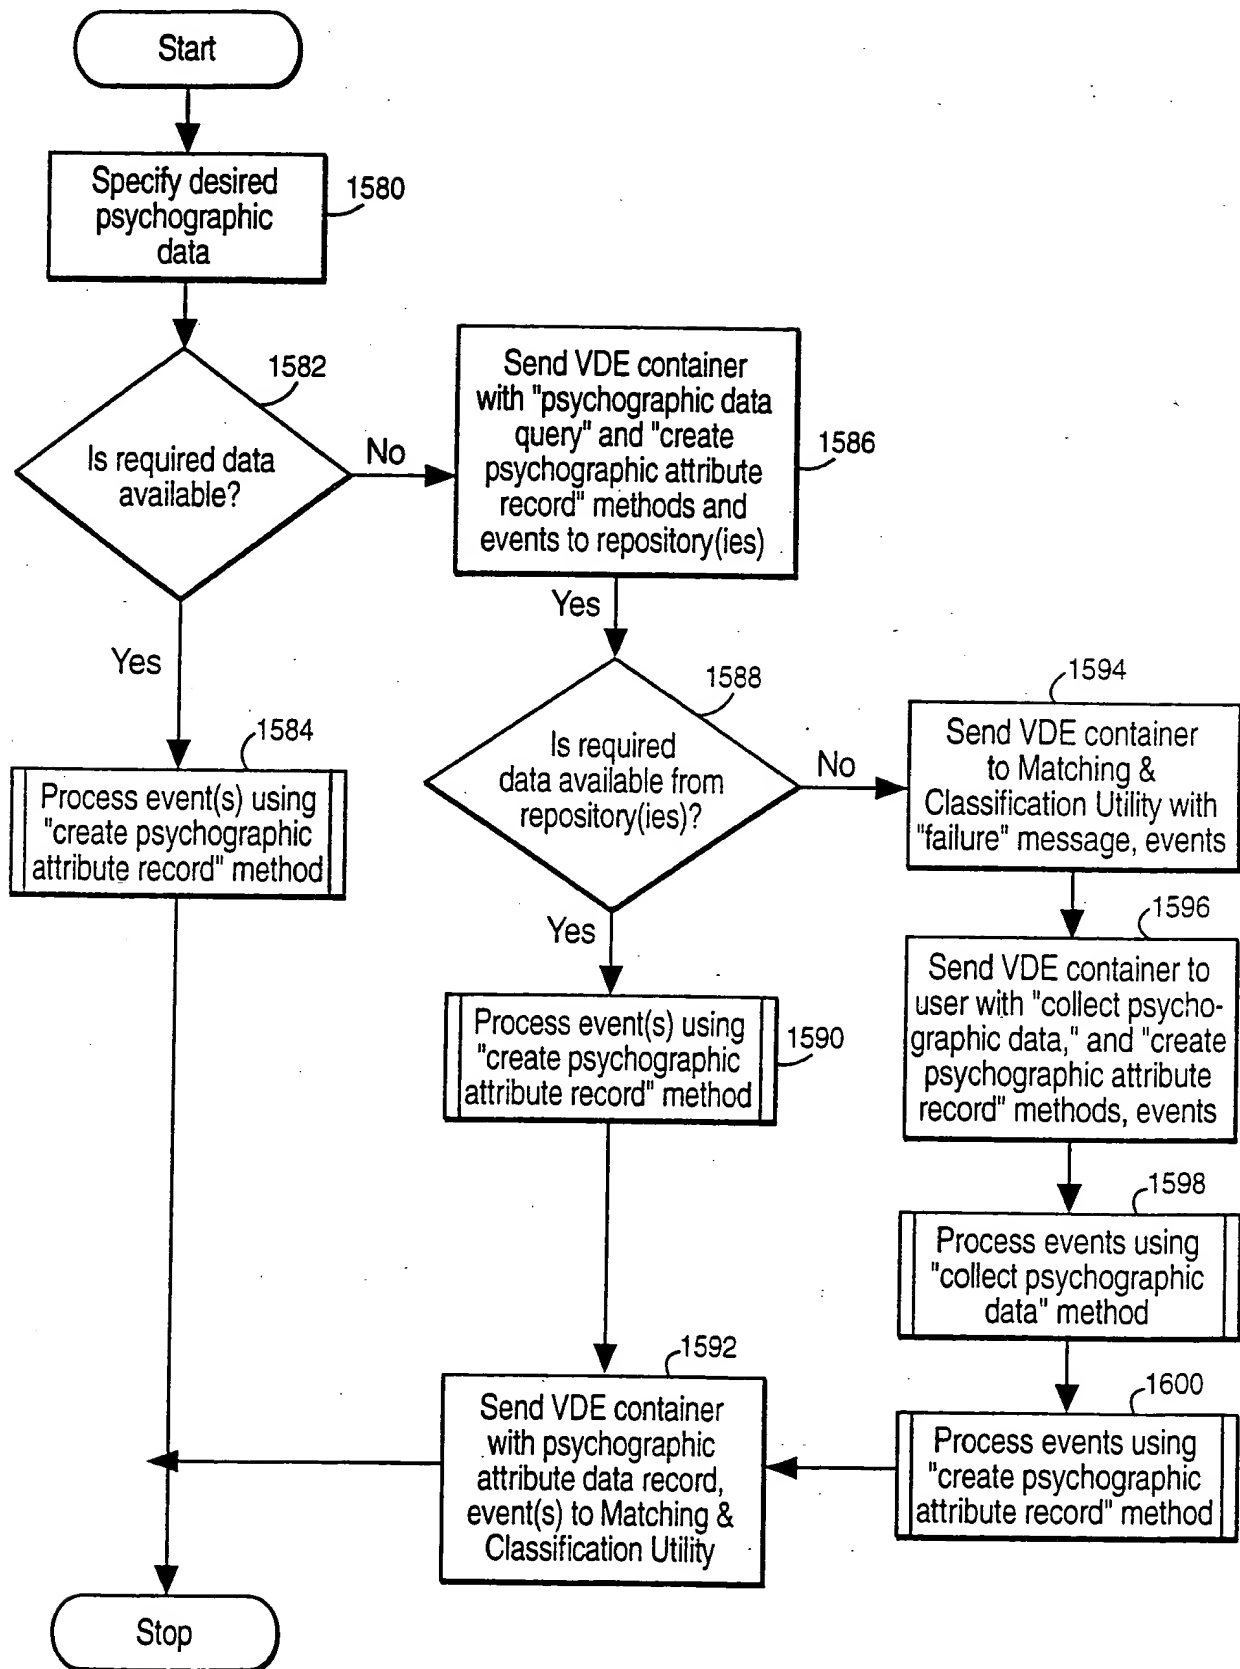 Start
Specify desired
psychographic
data
1580
1582
Is required data
available?
No
Yes
Send VDE container
with "psychographic data
query" and "create
psychographic attribute
record" methods and
events to repository(ies)
1586
Yes
1584
Process event(s) using
"create psychographic
attribute record" method
1588
Is required
data available from
repository(ies)?
No
Yes
1594
Send VDE container
to Matching &
Classification Utility with
"failure" message, events
1596
Send VDE container to
user with "collect psycho-
graphic data," and "create
psychographic attribute
record" methods, events
Process event(s) using
"create psychographic
attribute record" method
1590
1598
Process events using
"collect psychographic
data" method
1600
Process events using
"create psychographic
attribute record" method
1592
Send VDE container
with psychographic
attribute data record,
event(s) to Matching &
Classification Utility
Stop